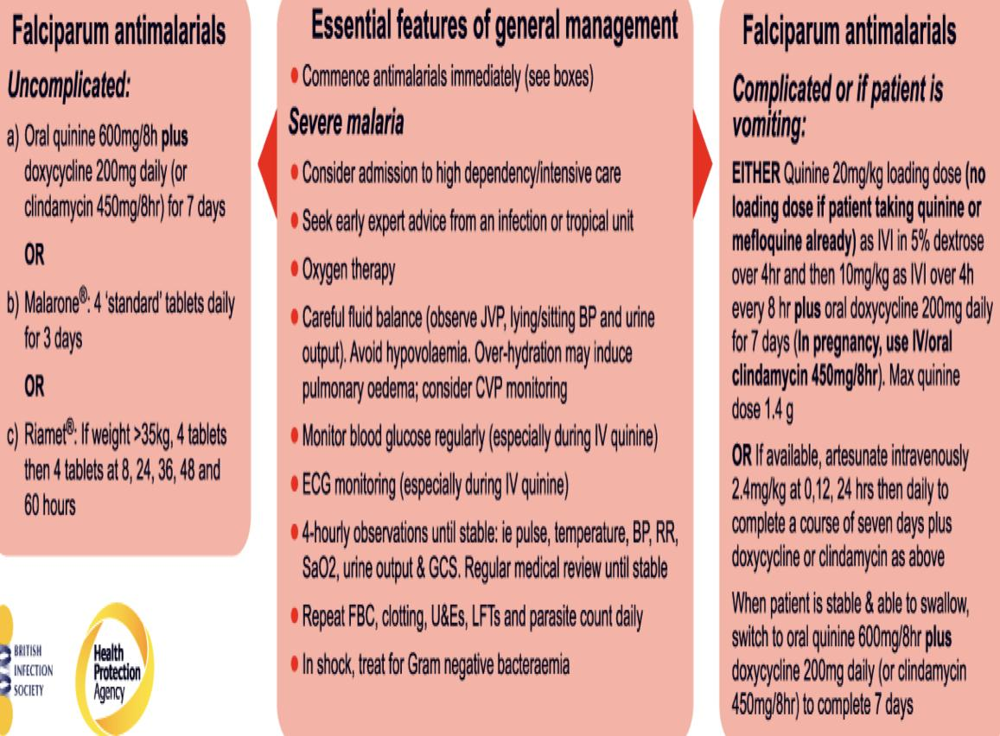 Falciparum antimalarials
Uncomplicated:
a) Oral quinine 600mg/8h plus
doxycycline 200mg daily (or
clindamycin 450mg/8hr) for 7 days
OR
b) Malarone®: 4 ‘standard’ tablets daily
for 3 days
OR
c) Riamet®: If weight >35kg, 4 tablets
then 4 tablets at 8, 24, 36, 48 and
60 hours
BRITISH
INFECTION
SOCIETY
Health
Protection
Agency
Essential features of general management
• Commence antimalarials immediately (see boxes)
Severe malaria
• Consider admission to high dependency/intensive care
• Seek early expert advice from an infection or tropical unit
• Oxygen therapy
• Careful fluid balance (observe JVP, lying/sitting BP and urine
output). Avoid hypovolaemia. Over-hydration may induce
pulmonary oedema; consider CVP monitoring
• Monitor blood glucose regularly (especially during IV quinine)
• ECG monitoring (especially during IV quinine)
• 4-hourly observations until stable: ie pulse, temperature, BP, RR,
SaO2, urine output & GCS. Regular medical review until stable
• Repeat FBC, clotting, U&Es, LFTs and parasite count daily
• In shock, treat for Gram negative bacteraemia
Falciparum antimalarials
Complicated or if patient is
vomiting:
EITHER Quinine 20mg/kg loading dose (no
loading dose if patient taking quinine or
mefloquine already) as IVI in 5% dextrose
over 4hr and then 10mg/kg as IVI over 4h
every 8 hr plus oral doxycycline 200mg daily
for 7 days (In pregnancy, use IV/oral
clindamycin 450mg/8hr). Max quinine
dose 1.4 g
OR If available, artesunate intravenously
2.4mg/kg at 0,12, 24 hrs then daily to
complete a course of seven days plus
doxycycline or clindamycin as above
When patient is stable & able to swallow,
switch to oral quinine 600mg/8hr plus
doxycycline 200mg daily (or clindamycin
450mg/8hr) to complete 7 days